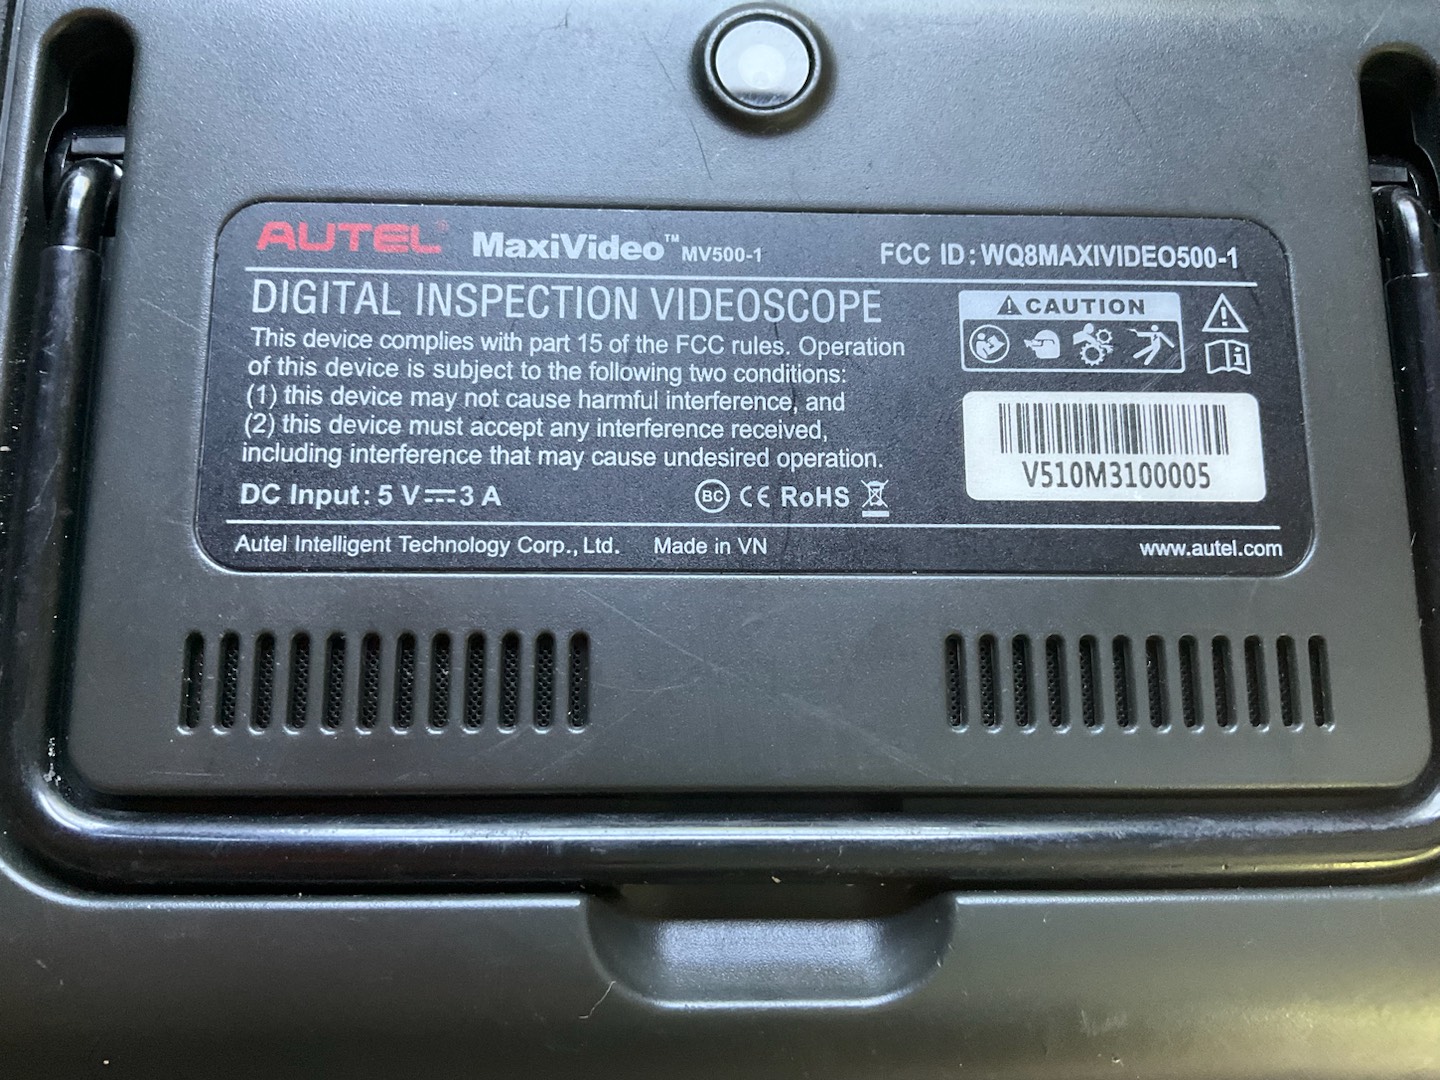 AUTEL® MaxiVideo™ MV500-1 FCC ID: WQ8MAXIVIDEO500-1
DIGITAL INSPECTION VIDEOSCOPE
This device complies with part 15 of the FCC rules. Operation
of this device is subject to the following two conditions:
(1) this device may not cause harmful interference, and
(2) this device must accept any interference received,
including interference that may cause undesired operation.
DC Input: 5 V⎓3 A
BC CE RoHS
CAUTION
V510M3100005
Autel Intelligent Technology Corp., Ltd. Made in VN
www.autel.com